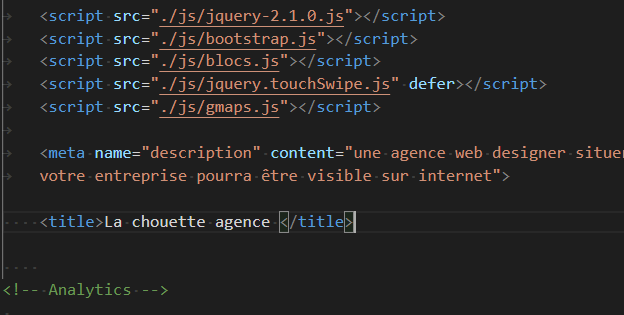 <script src="./js/jquery-2.1.0.js"></script>
<script src="./js/bootstrap.js"></script>
<script src="./js/blocs.js"></script>
<script src="./js/jquery.touchSwipe.js" defer></script>
<script src="./js/gmaps.js"></script>
<meta name="description" content="une agence web designer situer
votre entreprise pourra être visible sur internet">
<title>La chouette agence </title>
<!-- Analytics -->